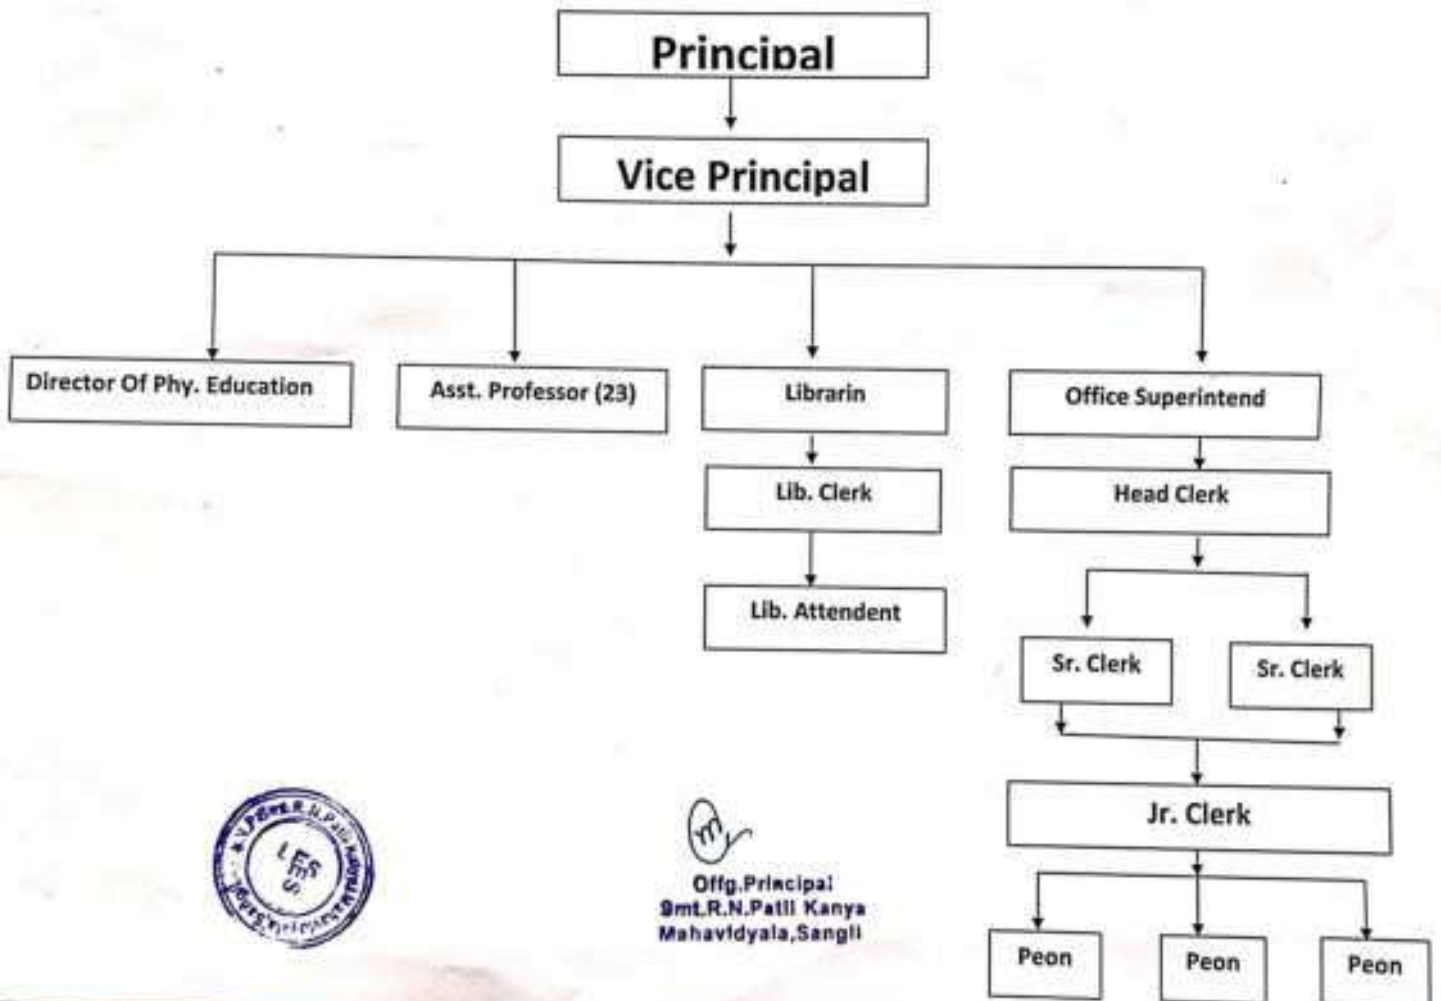 Principal
Vice Principal
Director Of Phy. Education
Asst. Professor (23)
Librarin
Office Superintend
Lib. Clerk
Head Clerk
Lib. Attendent
Sr. Clerk
Sr. Clerk
Jr. Clerk
Peon
Peon
Peon
Offg.Principal
Smt.R.N.Patil Kanya
Mahavidyala,Sangli